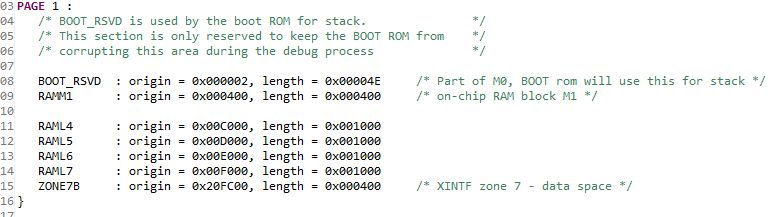 03 PAGE 1 :
04 /* BOOT_RSVD is used by the boot ROM for stack. */
05 /* This section is only reserved to keep the BOOT ROM from */
06 /* corrupting this area during the debug process */
07
08 BOOT_RSVD : origin = 0x000002, length = 0x00004E /* Part of M0, BOOT rom will use this for stack */
09 RAMM1 : origin = 0x000400, length = 0x000400 /* on-chip RAM block M1 */
10
11 RAML4 : origin = 0x00C000, length = 0x001000
12 RAML5 : origin = 0x00D000, length = 0x001000
13 RAML6 : origin = 0x00E000, length = 0x001000
14 RAML7 : origin = 0x00F000, length = 0x001000
15 ZONE7B : origin = 0x20FC00, length = 0x000400 /* XINTF zone 7 - data space */
16 }
17